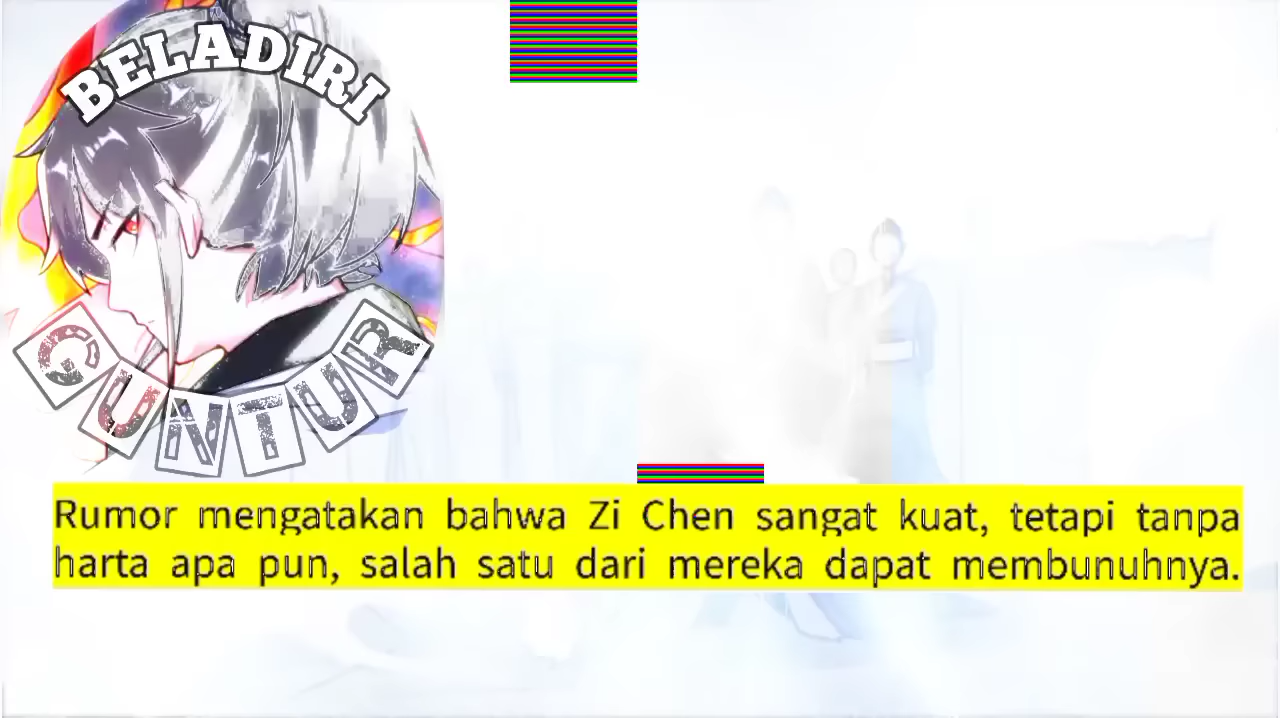 BELADIRI
GUNTUR
Rumor mengatakan bahwa Zi Chen sangat kuat, tetapi tanpa
harta apa pun, salah satu dari mereka dapat membunuhnya.